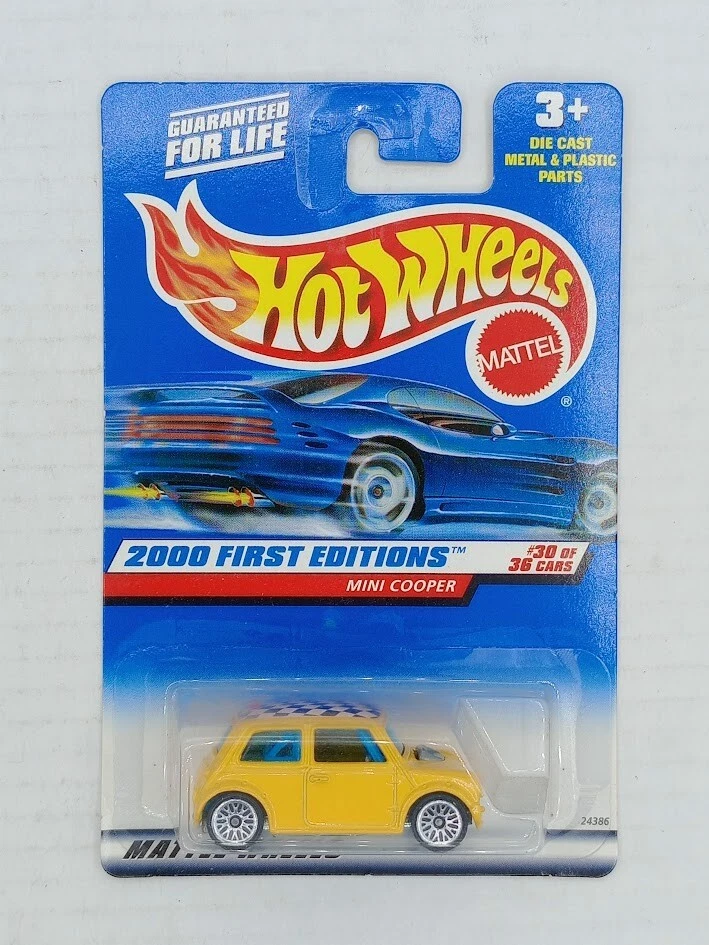 GUARANTEED
FOR LIFE
3+
DIE CAST
METAL & PLASTIC
PARTS
HOT WHEELS
MATTEL
®
2000 FIRST EDITIONS™
#30 OF
36 CARS
MINI COOPER
24386